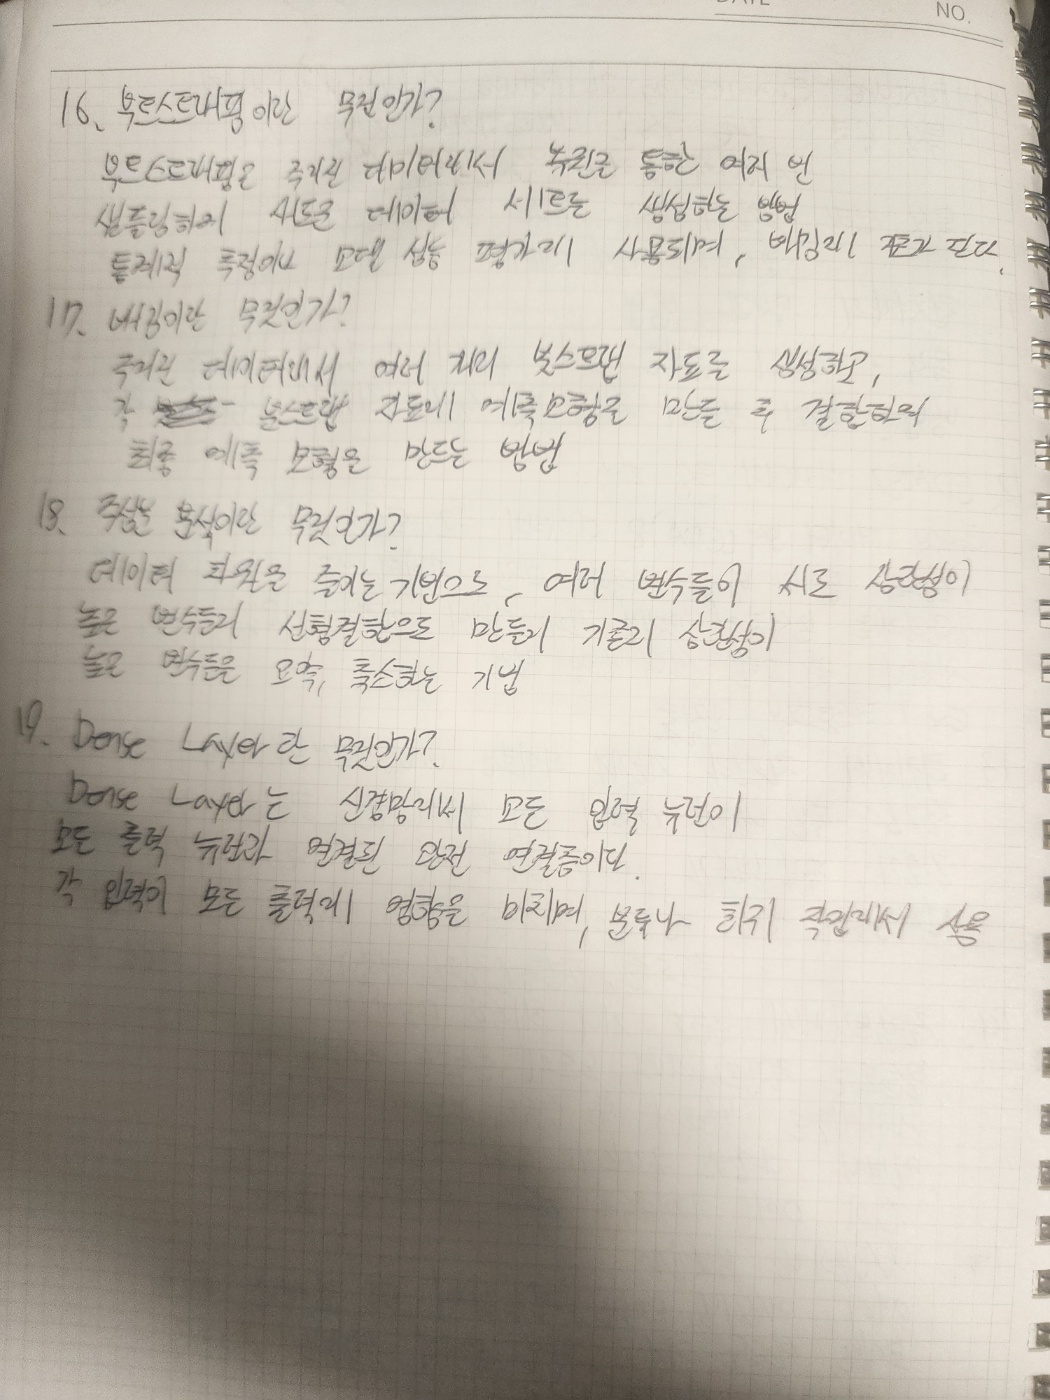 NO.
16. 부트스트래핑이란 무엇인가?
부트스트래핑은 주어진 데이터에서 복원을 통한 여러 번
샘플링하여 새로운 데이터 세트를 생성하는 방법
통계적 추정이나 모델 성능 평가에 사용되며, 배깅의 된다.
17. 배깅이란 무엇인가?
주어진 데이터에서 여러 개의 붓스트랩 자료를 생성하고,
각 붓스트랩 자료에 예측모형을 만든 후 결합하여
최종 예측 모형을 만드는 방법
18. 주성분 분석이란 무엇인가?
데이터 차원을 줄이는 기법으로, 여러 변수들이 서로 상관성이
높은 변수들의 선형결합으로 만들어 기존의 상관성이
높은 변수들을 요약, 축소하는 기법
19. Dense Layer란 무엇인가?
Dense Layer는 신경망에서 모든 입력 뉴런이
모든 출력 뉴런과 연결된 완전 연결층이다.
각 입력이 모든 출력에 영향을 미치며, 분류나 회귀 작업에서 사용